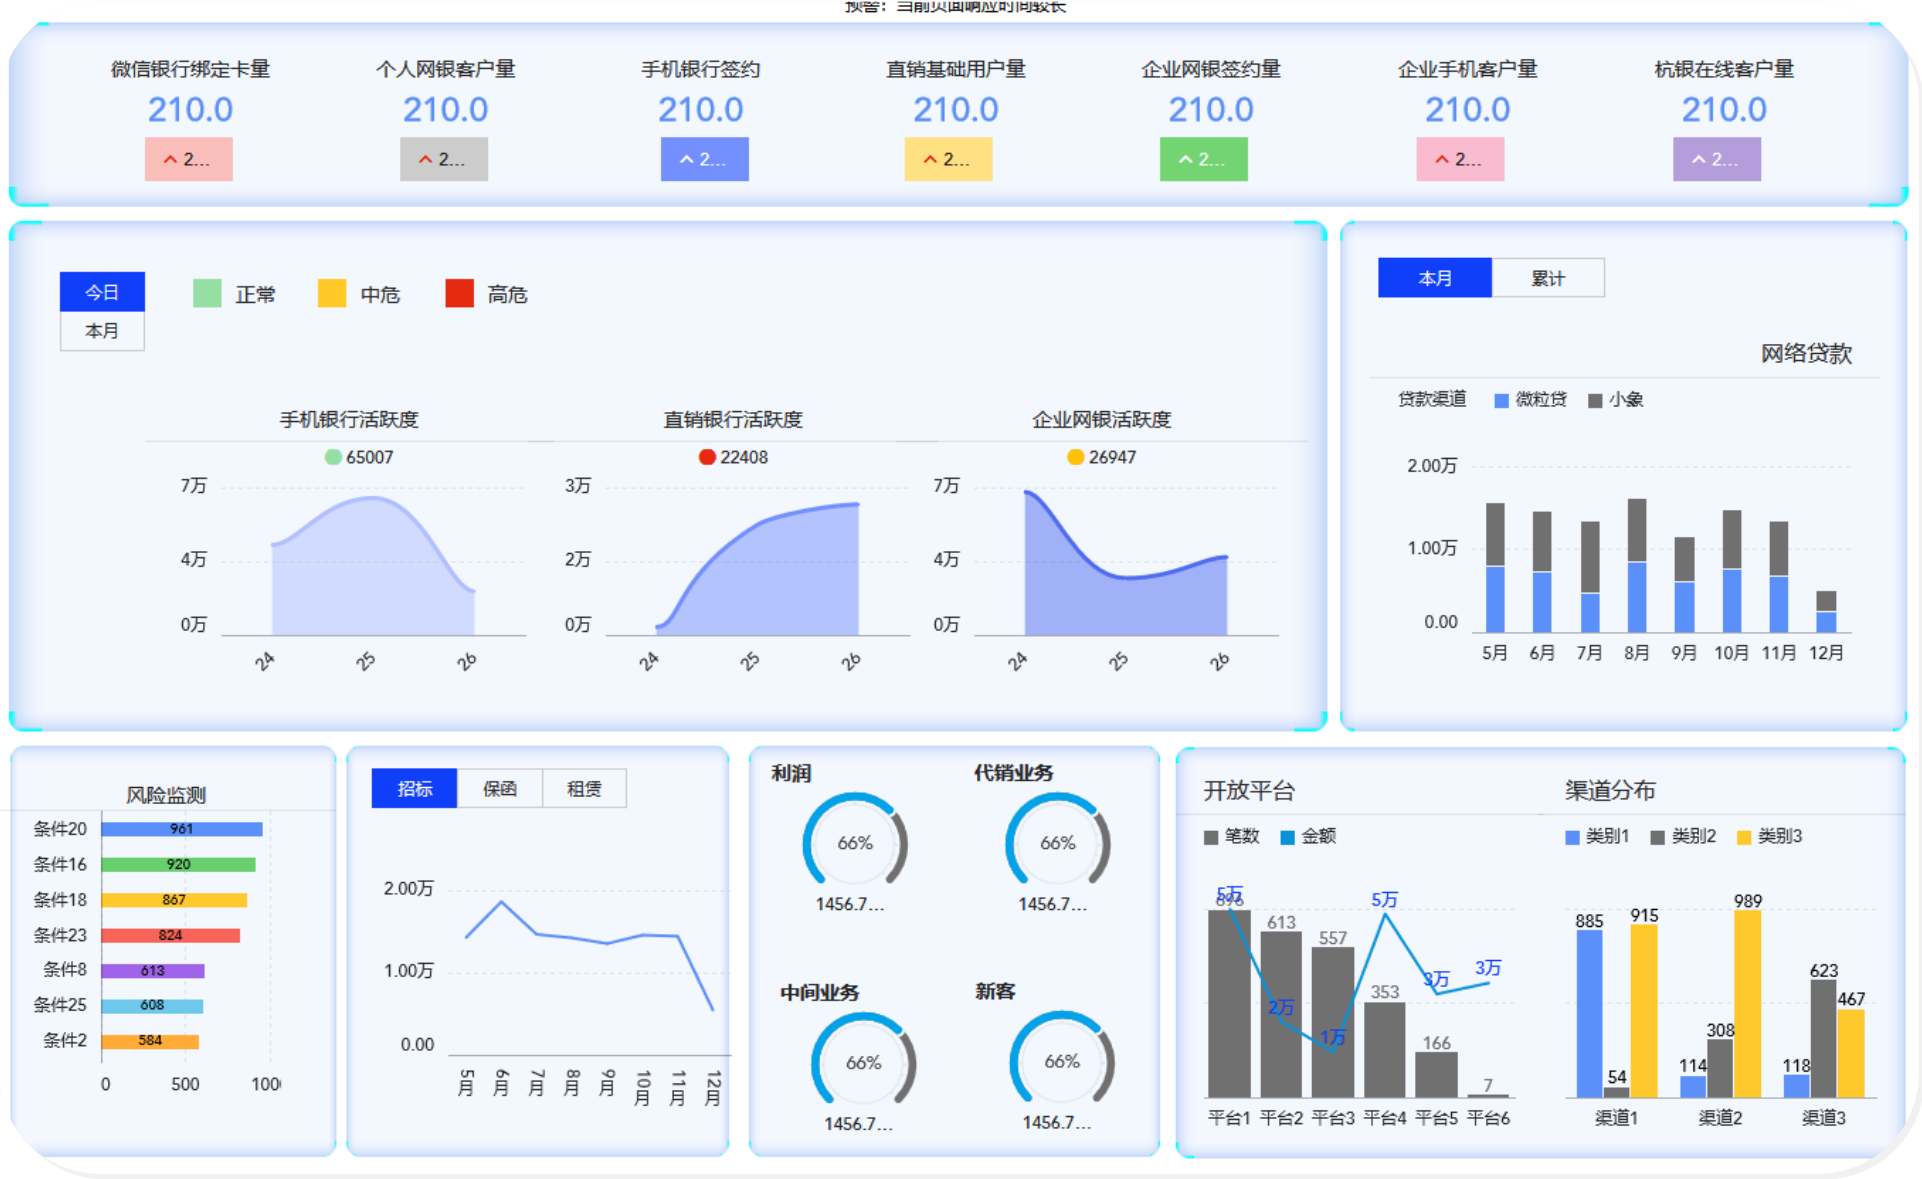 预警：当前页面响应时间较长
微信银行绑定卡量 个人网银客户量 手机银行签约 直销基础用户量 企业网银签约量 企业手机客户量 杭银在线客户量
210.0 210.0 210.0 210.0 210.0 210.0 210.0
2... 2... 2... 2... 2... 2... 2...
今日 正常 中危 高危
本月
手机银行活跃度
65007
7万
4万
0万
24 25 26
直销银行活跃度
22408
3万
2万
0万
24 25 26
企业网银活跃度
26947
7万
4万
0万
24 25 26
本月 累计
网络贷款
贷款渠道 微粒贷 小象
2.00万
1.00万
0.00
5月 6月 7月 8月 9月 10月 11月 12月
风险监测
条件20 961
条件16 920
条件18 867
条件23 824
条件8 613
条件25 608
条件2 584
0 500 100
招标 保函 租赁
2.00万
1.00万
0.00
5月 6月 7月 8月 9月 10月 11月 12月
利润 代销业务
66% 66%
1456.7... 1456.7...
中间业务 新客
66% 66%
1456.7... 1456.7...
开放平台
笔数 金额
5万 2万 1万 5万 3万 3万
696 613 557 353 166 7
平台1 平台2 平台3 平台4 平台5 平台6
渠道分布
类别1 类别2 类别3
885 54 915 114 308 989 118 623 467
渠道1 渠道2 渠道3